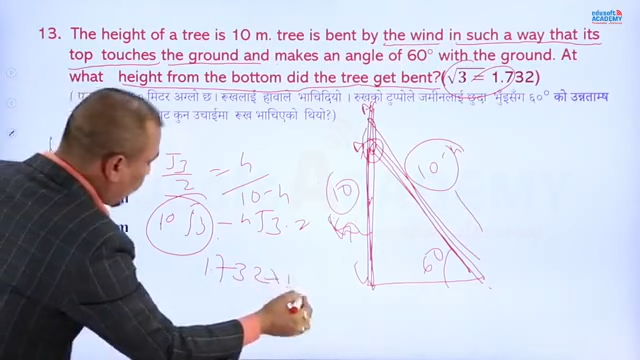 edusoft
ACADEMY
13. The height of a tree is 10 m. tree is bent by the wind in such a way that its
top touches the ground and makes an angle of 60° with the ground. At
what height from the bottom did the tree get bent?(√3 = 1.732)
मिटर अग्लो छ। रूखलाई हावाले भाचिदियो। रूखको टुप्पोले जमीनलाई छुदा भुँइसँग ६०° को उन्नताम्ष
कुन उचाईमा रूख भाचिएको थियो?)
√3/2 = h/10-h
10√3 - h√3 · 2
1.732
10
10
60